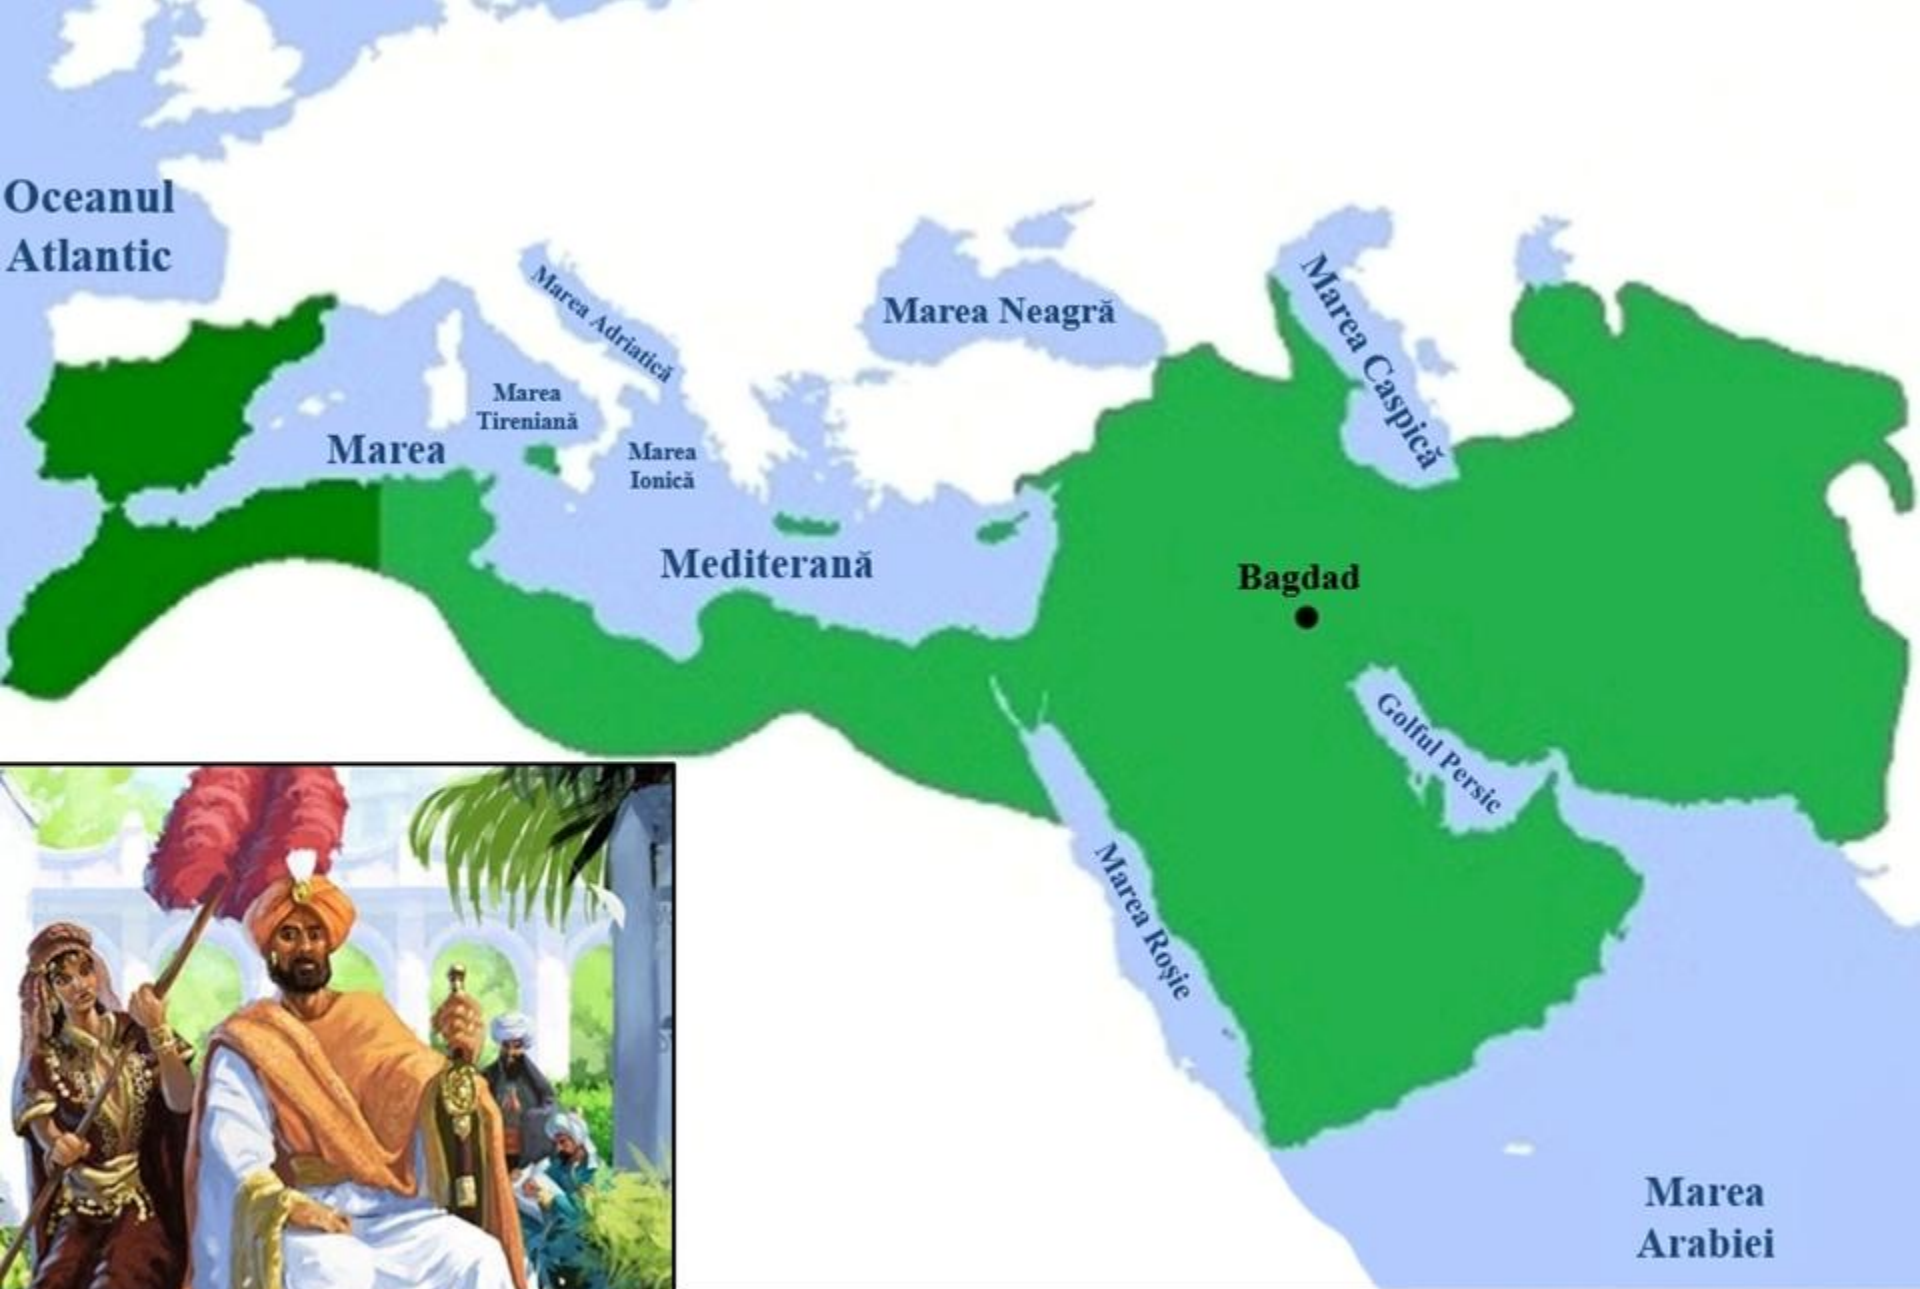 Oceanul
Atlantic
Marea Adriatică
Marea Neagră
Marea Caspică
Marea
Tireniană
Marea
Marea
Ionică
Mediterană
Bagdad
Golful Persic
Marea Roșie
Marea
Arabiei